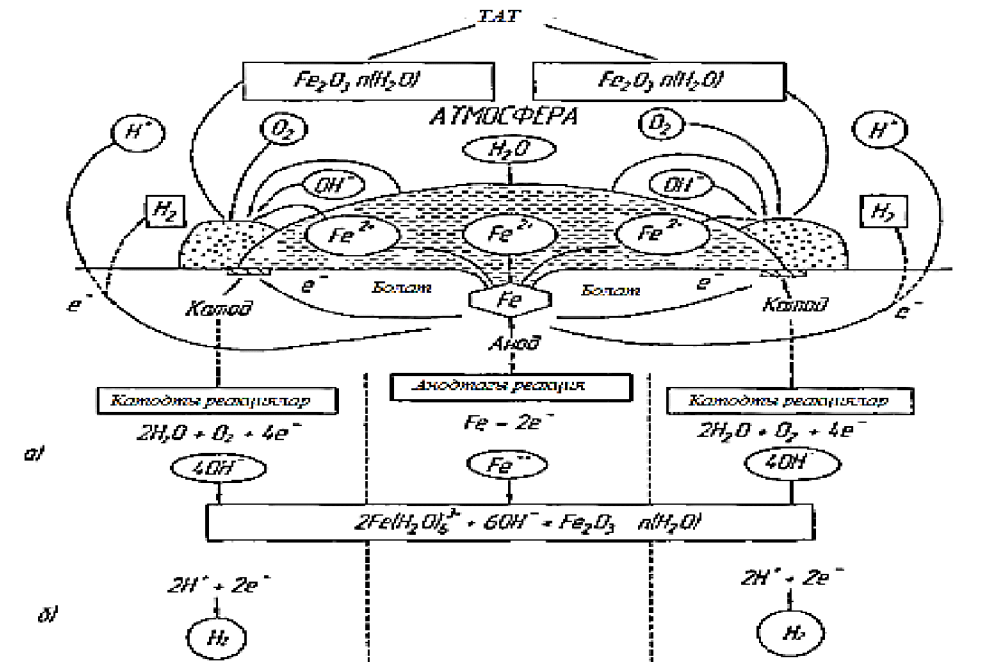 ТАТ
Fe₂O₃ n(H₂O) Fe₂O₃ n(H₂O)
АТМОСФЕРА
H⁺ O₂ H₂O O₂ H⁺
OH⁻ OH⁻
H₂ H₂
Fe²⁺ Fe²⁺ Fe²⁺
e⁻ e⁻ Болат Fe Болат e⁻ e⁻
Катод Катод
Анод
Катодты реакциялар Анодтағы реакция Катодты реакциялар
2H₂O + O₂ + 4e⁻ Fe – 2e⁻ 2H₂O + O₂ + 4e⁻
а)
4OH⁻ Fe⁺⁺ 4OH⁻
2Fe(H₂O)₆³⁺ + 6OH⁻ = Fe₂O₃ n(H₂O)
2H⁺ + 2e⁻ 2H⁺ + 2e⁻
б)
H₂ H₂